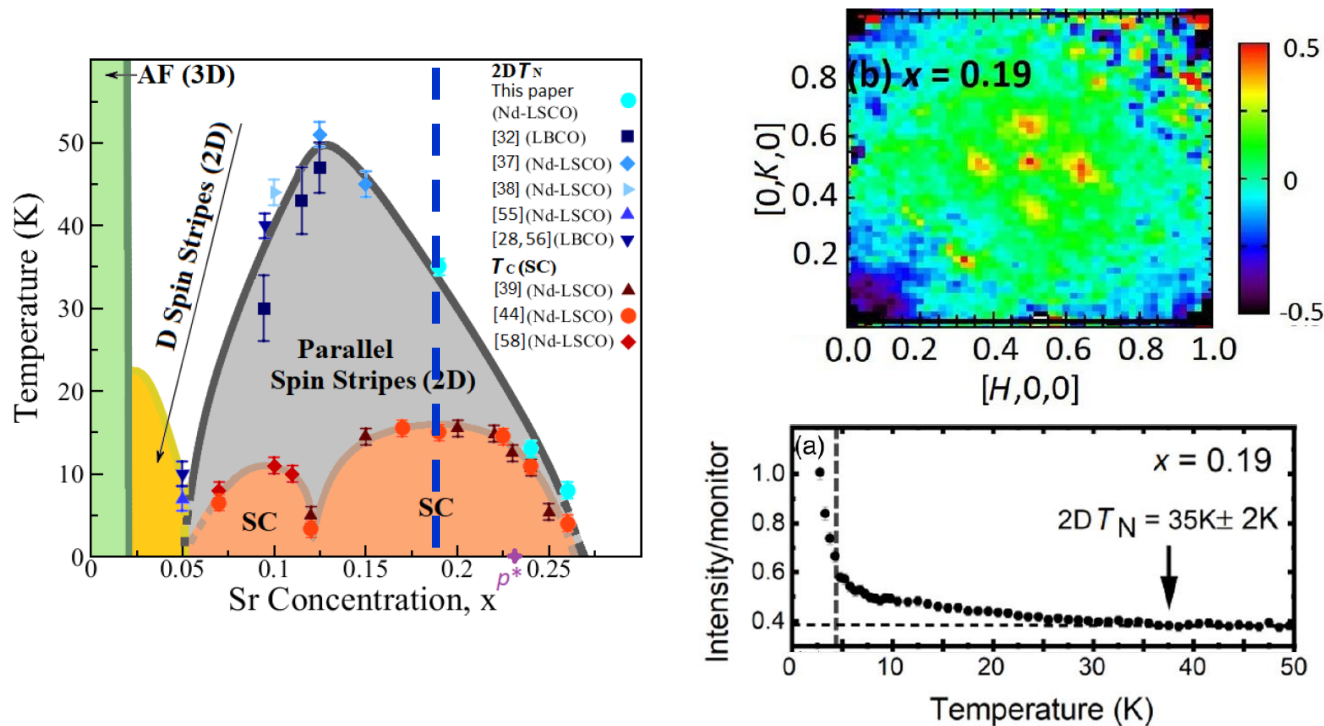 AF (3D)
D Spin Stripes (2D)
Parallel
Spin Stripes (2D)
SC
SC
p*
2D T_N
This paper
(Nd-LSCO)
[32] (LBCO)
[37] (Nd-LSCO)
[38] (Nd-LSCO)
[55] (Nd-LSCO)
[28, 56] (LBCO)
T_C (SC)
[39] (Nd-LSCO)
[44] (Nd-LSCO)
[58] (Nd-LSCO)
Temperature (K)
50
40
30
20
10
0
0
0.05
0.1
0.15
0.2
0.25
Sr Concentration, x
(b) x = 0.19
[0,K,0]
0.8
0.6
0.4
0.2
0.0
0.2
0.4
0.6
0.8
1.0
[H,0,0]
0.5
0
-0.5
(a)
x = 0.19
2D T_N = 35K± 2K
Intensity/monitor
1.0
0.8
0.6
0.4
0
10
20
30
40
50
Temperature (K)